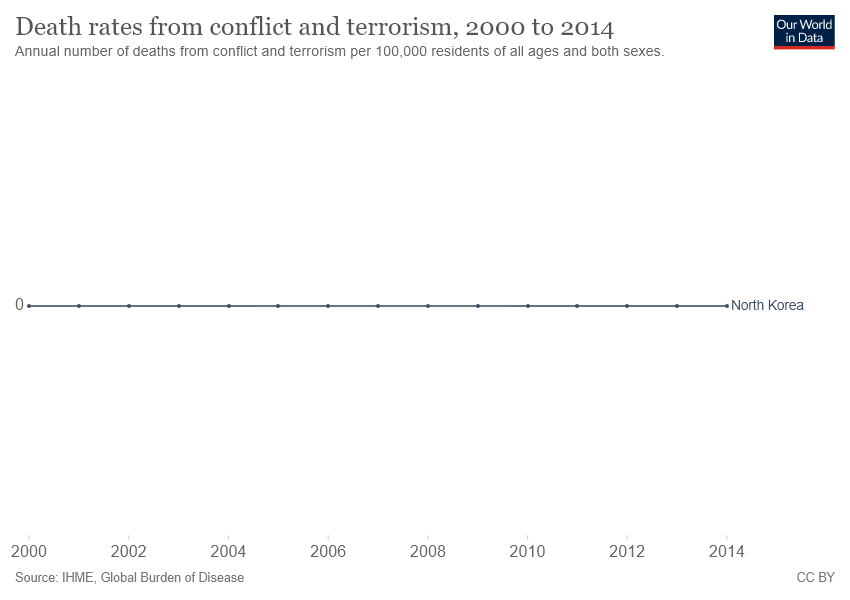 Death rates from conflict and terrorism, 2000 to 2014
Annual number of deaths from conflict and terrorism per 100,000 residents of all ages and both sexes.
Our World
in Data
0
North Korea
2000 2002 2004 2006 2008 2010 2012 2014
Source: IHME, Global Burden of Disease
CC BY